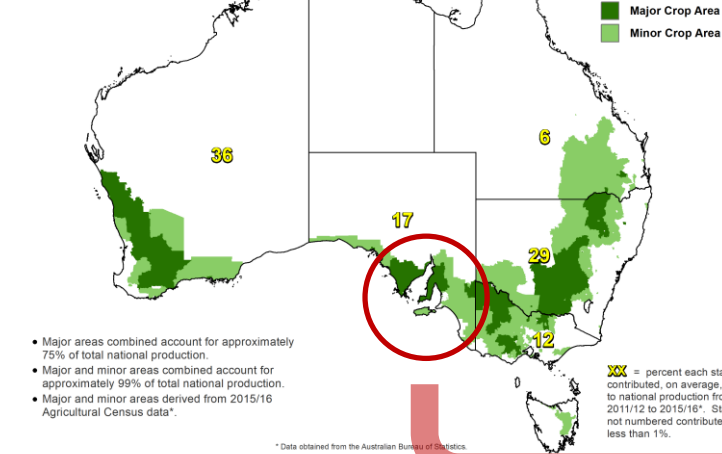 Major Crop Area
Minor Crop Area
6
36
17
29
12
• Major areas combined account for approximately
75% of total national production.
• Major and minor areas combined account for
approximately 99% of total national production.
• Major and minor areas derived from 2015/16
Agricultural Census data*.
XX = percent each sta
contributed, on average,
to national production fro
2011/12 to 2015/16*. St
not numbered contribute
less than 1%.
* Data obtained from the Australian Bureau of Statistics.